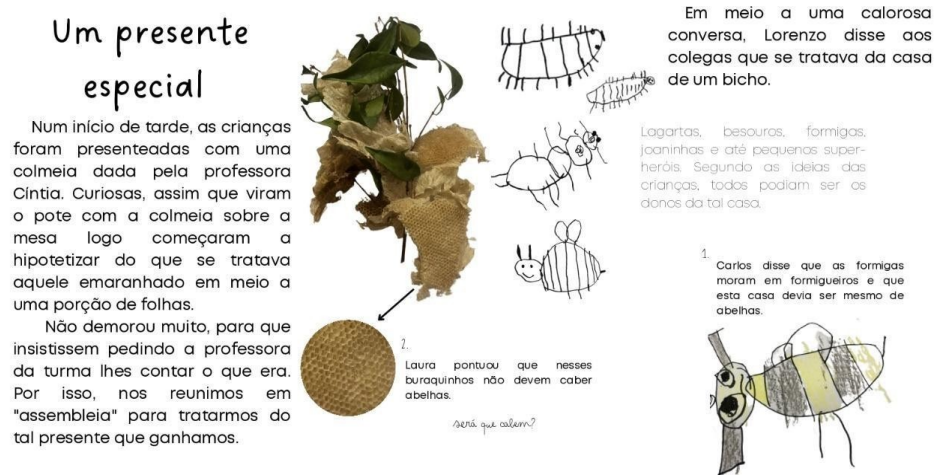 Um presente
especial
Num início de tarde, as crianças
foram presenteadas com uma
colmeia dada pela professora
Cíntia. Curiosas, assim que viram
o pote com a colmeia sobre a
mesa logo começaram a
hipotetizar do que se tratava
aquele emaranhado em meio a
uma porção de folhas.
Não demorou muito, para que
insistissem pedindo a professora
da turma lhes contar o que era.
Por isso, nos reunimos em
"assembleia" para tratarmos do
tal presente que ganhamos.
2.
Laura pontuou que nesses
buraquinhos não devem caber
abelhas.
será que cabem?
Em meio a uma calorosa
conversa, Lorenzo disse aos
colegas que se tratava da casa
de um bicho.
Lagartas, besouros, formigas,
joaninhas e até pequenos super-
heróis. Segundo as ideias das
crianças, todos podiam ser os
donos da tal casa.
1.
Carlos disse que as formigas
moram em formigueiros e que
esta casa devia ser mesmo de
abelhas.